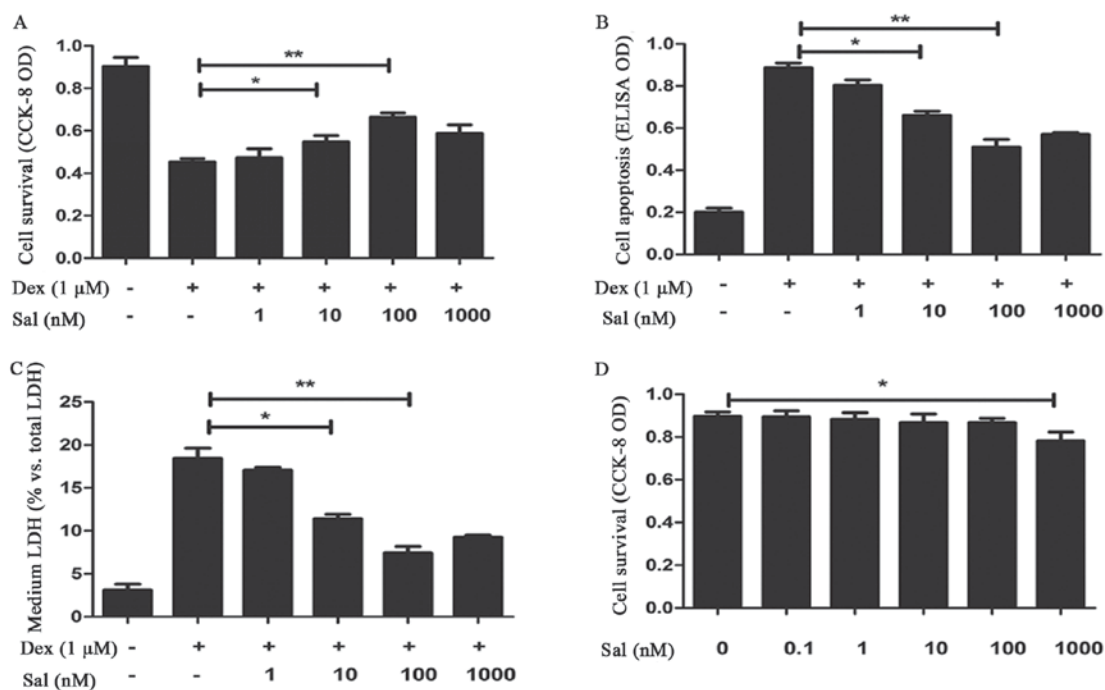 A
Cell survival (CCK-8 OD)
1.0
0.8
0.6
0.4
0.2
0.0
**
*
Dex (1 μM) - + + + + +
Sal (nM) - - 1 10 100 1000
B
Cell apoptosis (ELISA OD)
1.0
0.8
0.6
0.4
0.2
0.0
**
*
Dex (1 μM) - + + + + +
Sal (nM) - - 1 10 100 1000
C
Medium LDH (% vs. total LDH)
25
20
15
10
5
0
**
*
Dex (1 μM) - + + + + +
Sal (nM) - - 1 10 100 1000
D
Cell survival (CCK-8 OD)
1.0
0.8
0.6
0.4
0.2
0.0
*
Sal (nM) 0 0.1 1 10 100 1000